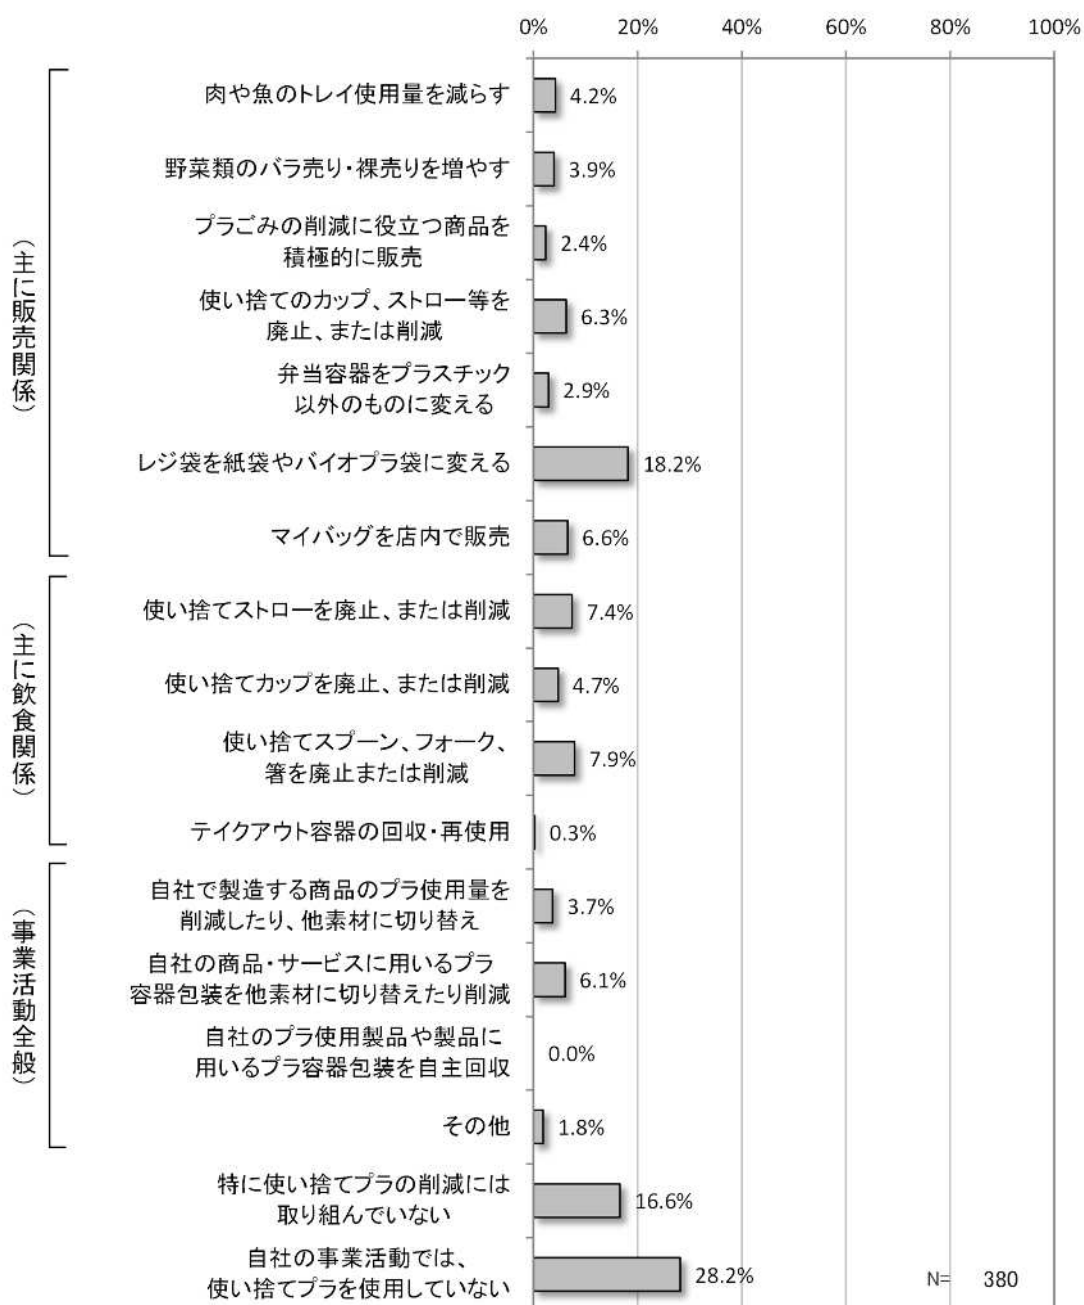 0%
20%
40%
60%
80%
100%
（主に販売関係）
肉や魚のトレイ使用量を減らす
4.2%
野菜類のバラ売り・裸売りを増やす
3.9%
プラごみの削減に役立つ商品を
積極的に販売
2.4%
使い捨てのカップ、ストロー等を
廃止、または削減
6.3%
弁当容器をプラスチック
以外のものに変える
2.9%
レジ袋を紙袋やバイオプラ袋に変える
18.2%
マイバッグを店内で販売
6.6%
（主に飲食関係）
使い捨てストローを廃止、または削減
7.4%
使い捨てカップを廃止、または削減
4.7%
使い捨てスプーン、フォーク、
箸を廃止または削減
7.9%
テイクアウト容器の回収・再使用
0.3%
（事業活動全般）
自社で製造する商品のプラ使用量を
削減したり、他素材に切り替え
3.7%
自社の商品・サービスに用いるプラ
容器包装を他素材に切り替えたり削減
6.1%
自社のプラ使用製品や製品に
用いるプラ容器包装を自主回収
0.0%
その他
1.8%
特に使い捨てプラの削減には
取り組んでいない
16.6%
自社の事業活動では、
使い捨てプラを使用していない
28.2%
N= 380